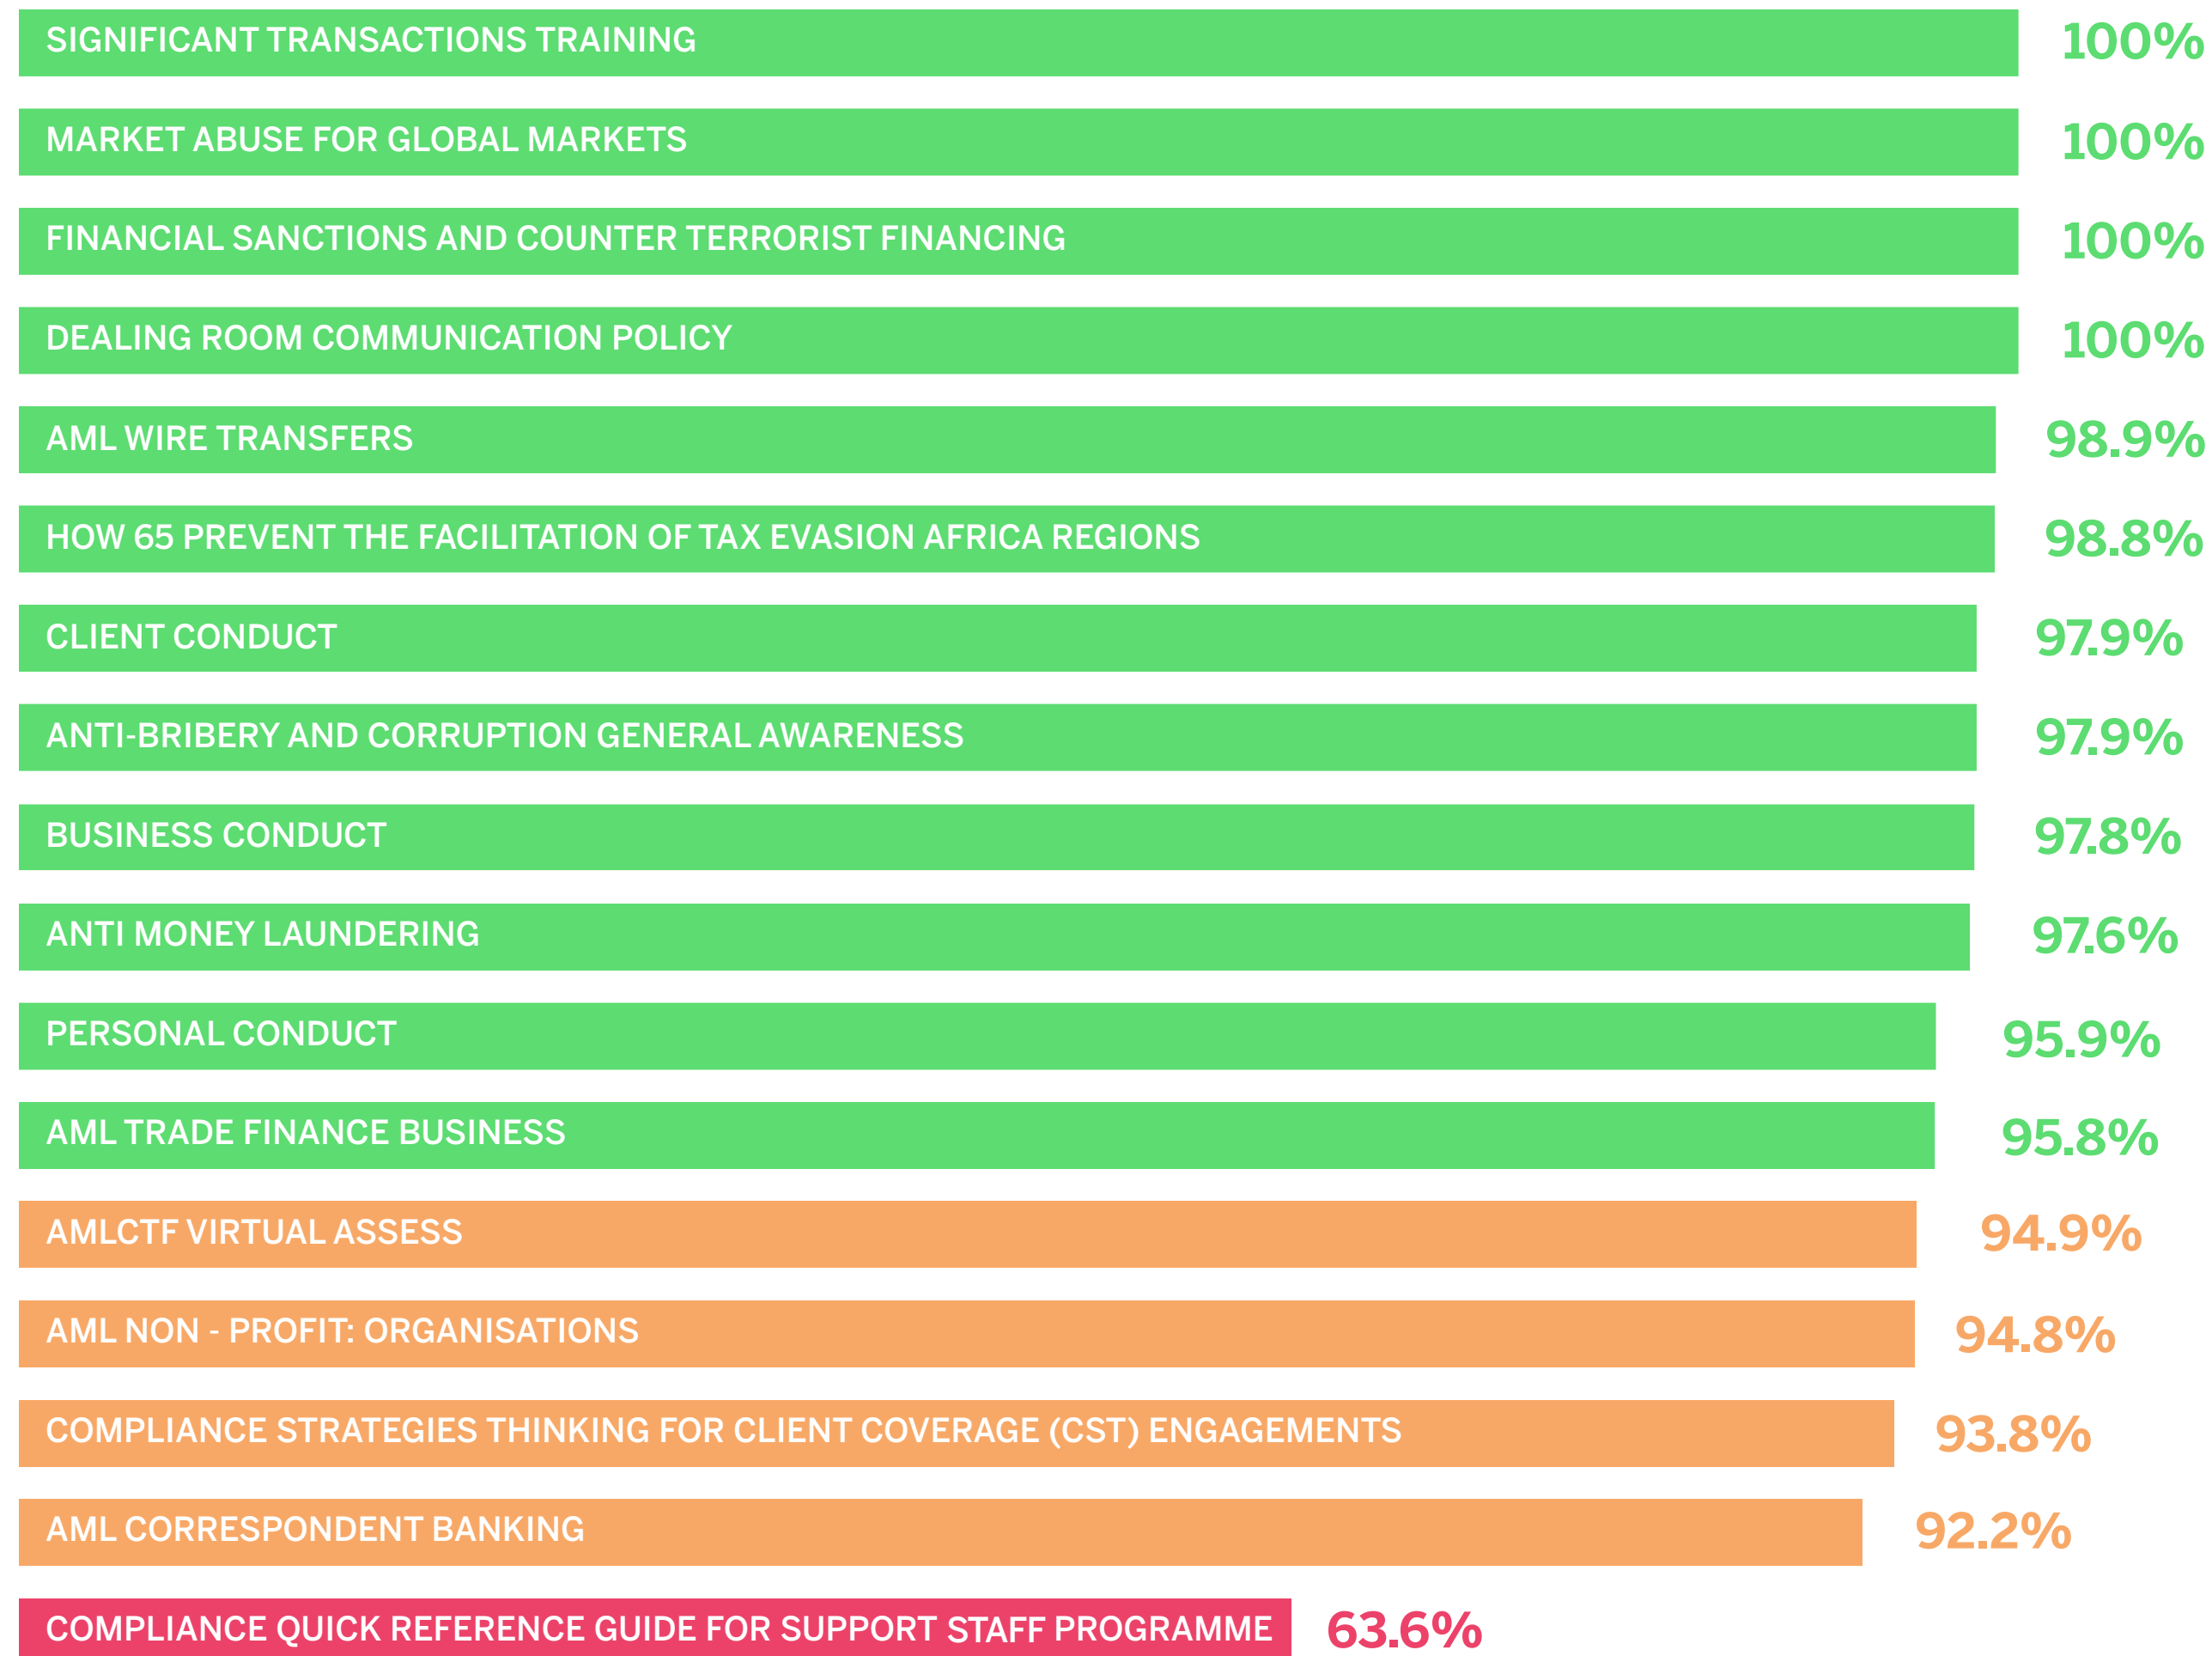 SIGNIFICANT TRANSACTIONS TRAINING 100%
MARKET ABUSE FOR GLOBAL MARKETS 100%
FINANCIAL SANCTIONS AND COUNTER TERRORIST FINANCING 100%
DEALING ROOM COMMUNICATION POLICY 100%
AML WIRE TRANSFERS 98.9%
HOW 65 PREVENT THE FACILITATION OF TAX EVASION AFRICA REGIONS 98.8%
CLIENT CONDUCT 97.9%
ANTI-BRIBERY AND CORRUPTION GENERAL AWARENESS 97.9%
BUSINESS CONDUCT 97.8%
ANTI MONEY LAUNDERING 97.6%
PERSONAL CONDUCT 95.9%
AML TRADE FINANCE BUSINESS 95.8%
AMLCTF VIRTUAL ASSESS 94.9%
AML NON - PROFIT: ORGANISATIONS 94.8%
COMPLIANCE STRATEGIES THINKING FOR CLIENT COVERAGE (CST) ENGAGEMENTS 93.8%
AML CORRESPONDENT BANKING 92.2%
COMPLIANCE QUICK REFERENCE GUIDE FOR SUPPORT STAFF PROGRAMME 63.6%